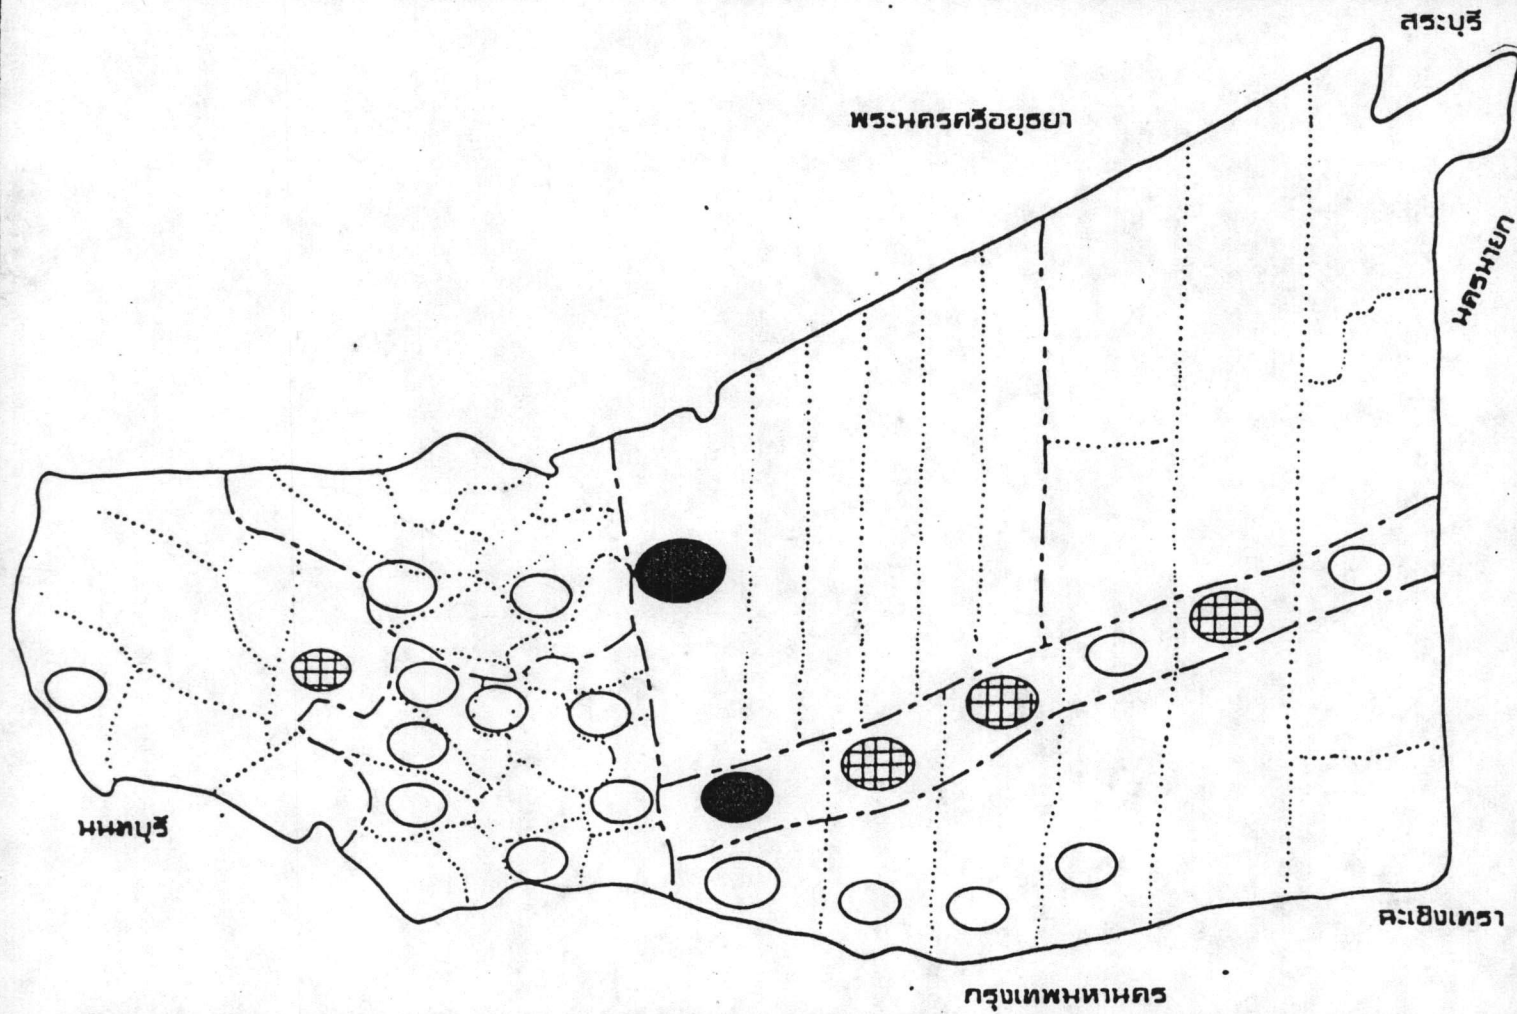 สระบุรี
พระนครศรีอยุธยา
นครนายก
นนทบุรี
ฉะเชิงเทรา
กรุงเทพมหานคร